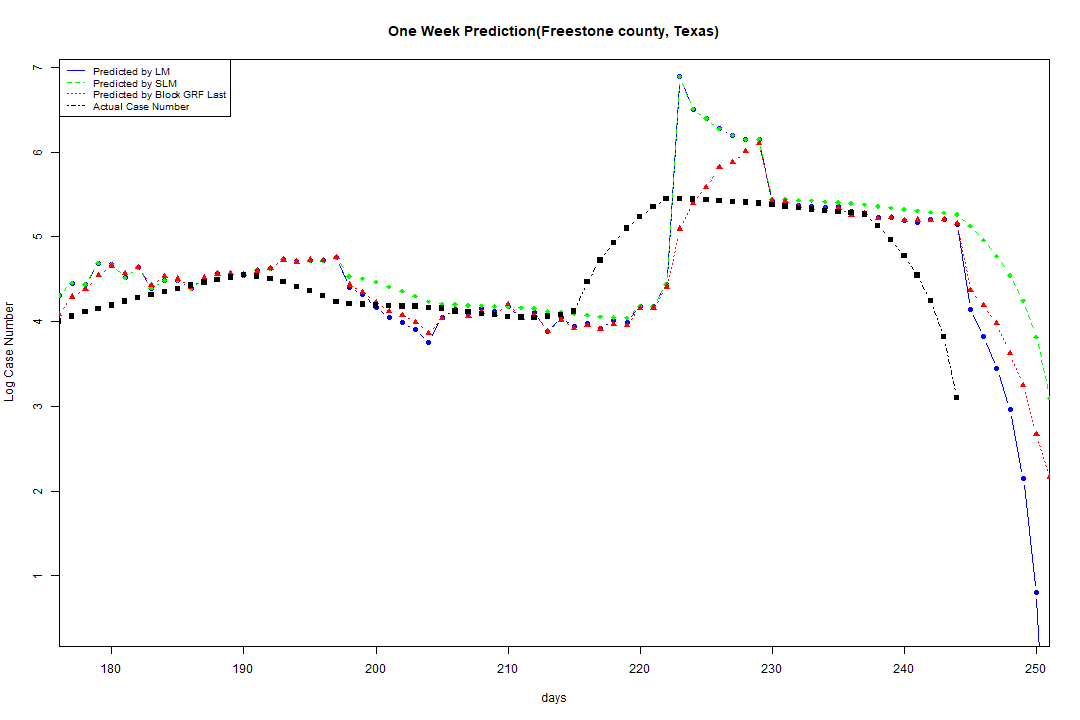 One Week Prediction(Freestone county, Texas)
Predicted by LM
Predicted by SLM
Predicted by Block GRF Last
Actual Case Number
7
6
5
4
3
2
1
Log Case Number
180 190 200 210 220 230 240 250
days